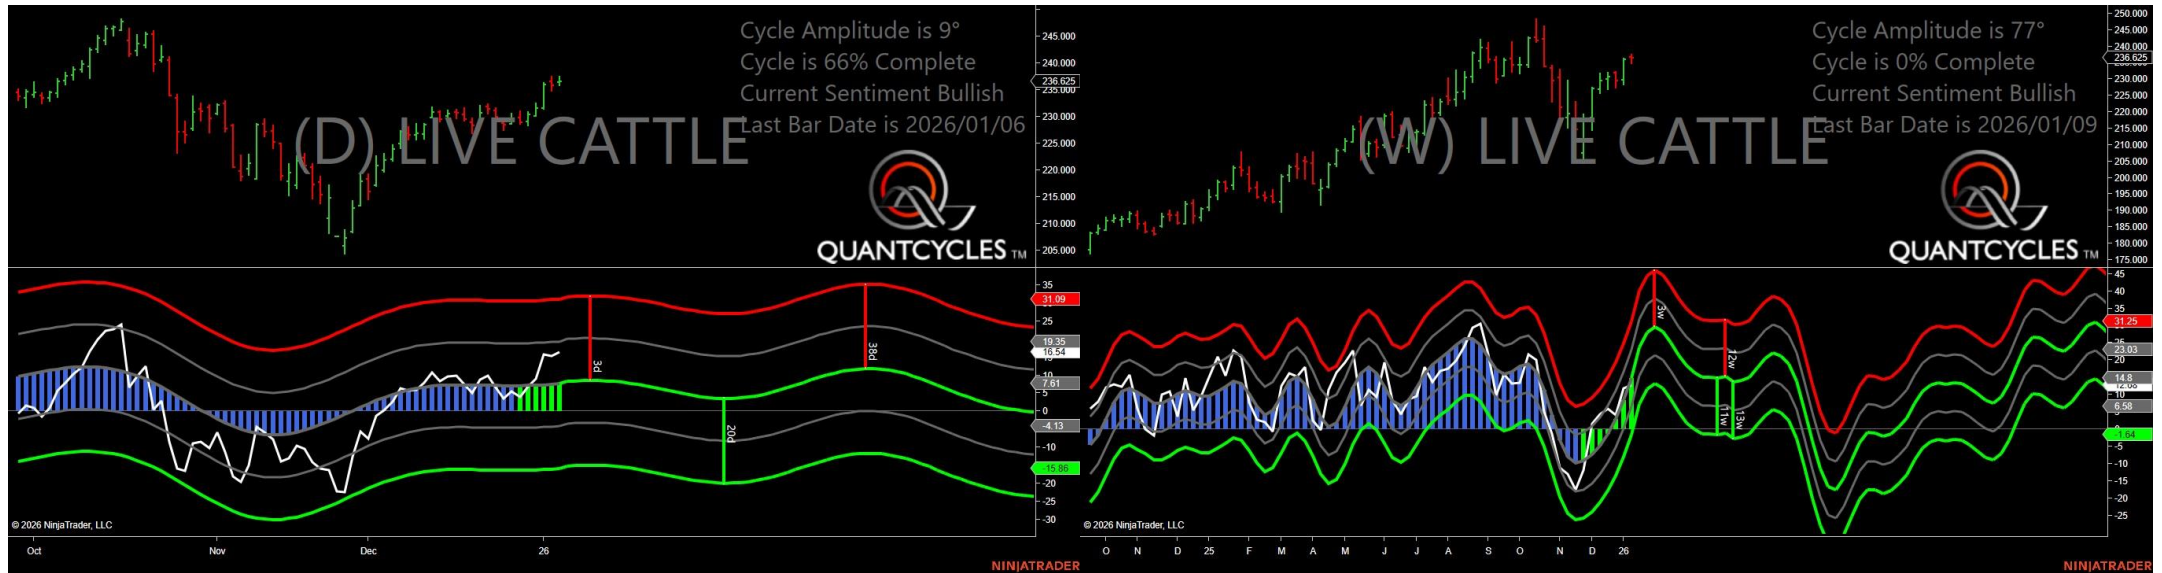 Cycle Amplitude is 9°
Cycle is 66% Complete
Current Sentiment Bullish
Last Bar Date is 2026/01/06
(D) LIVE CATTLE
QUANTCYCLES TM
245.000
240.000
236.625
235.000
230.000
225.000
220.000
215.000
210.000
205.000
35
31.09
25
19.35
16.54
10
7.61
5
0
-4.13
-10
-15.86
-20
-25
-30
3d
20d
38d
© 2026 NinjaTrader, LLC
Oct
Nov
Dec
26
NINJATRADER
Cycle Amplitude is 77°
Cycle is 0% Complete
Current Sentiment Bullish
Last Bar Date is 2026/01/09
(W) LIVE CATTLE
QUANTCYCLES TM
250.000
245.000
240.000
236.625
230.000
225.000
220.000
215.000
210.000
205.000
200.000
195.000
190.000
185.000
180.000
175.000
45
40
35
31.25
25
23.03
20
14.8
6.58
-1.64
-5
-10
-15
-20
-25
3w
12w
11w
13w
© 2026 NinjaTrader, LLC
O N D 25 F M A M J J A S O N D 26
NINJATRADER